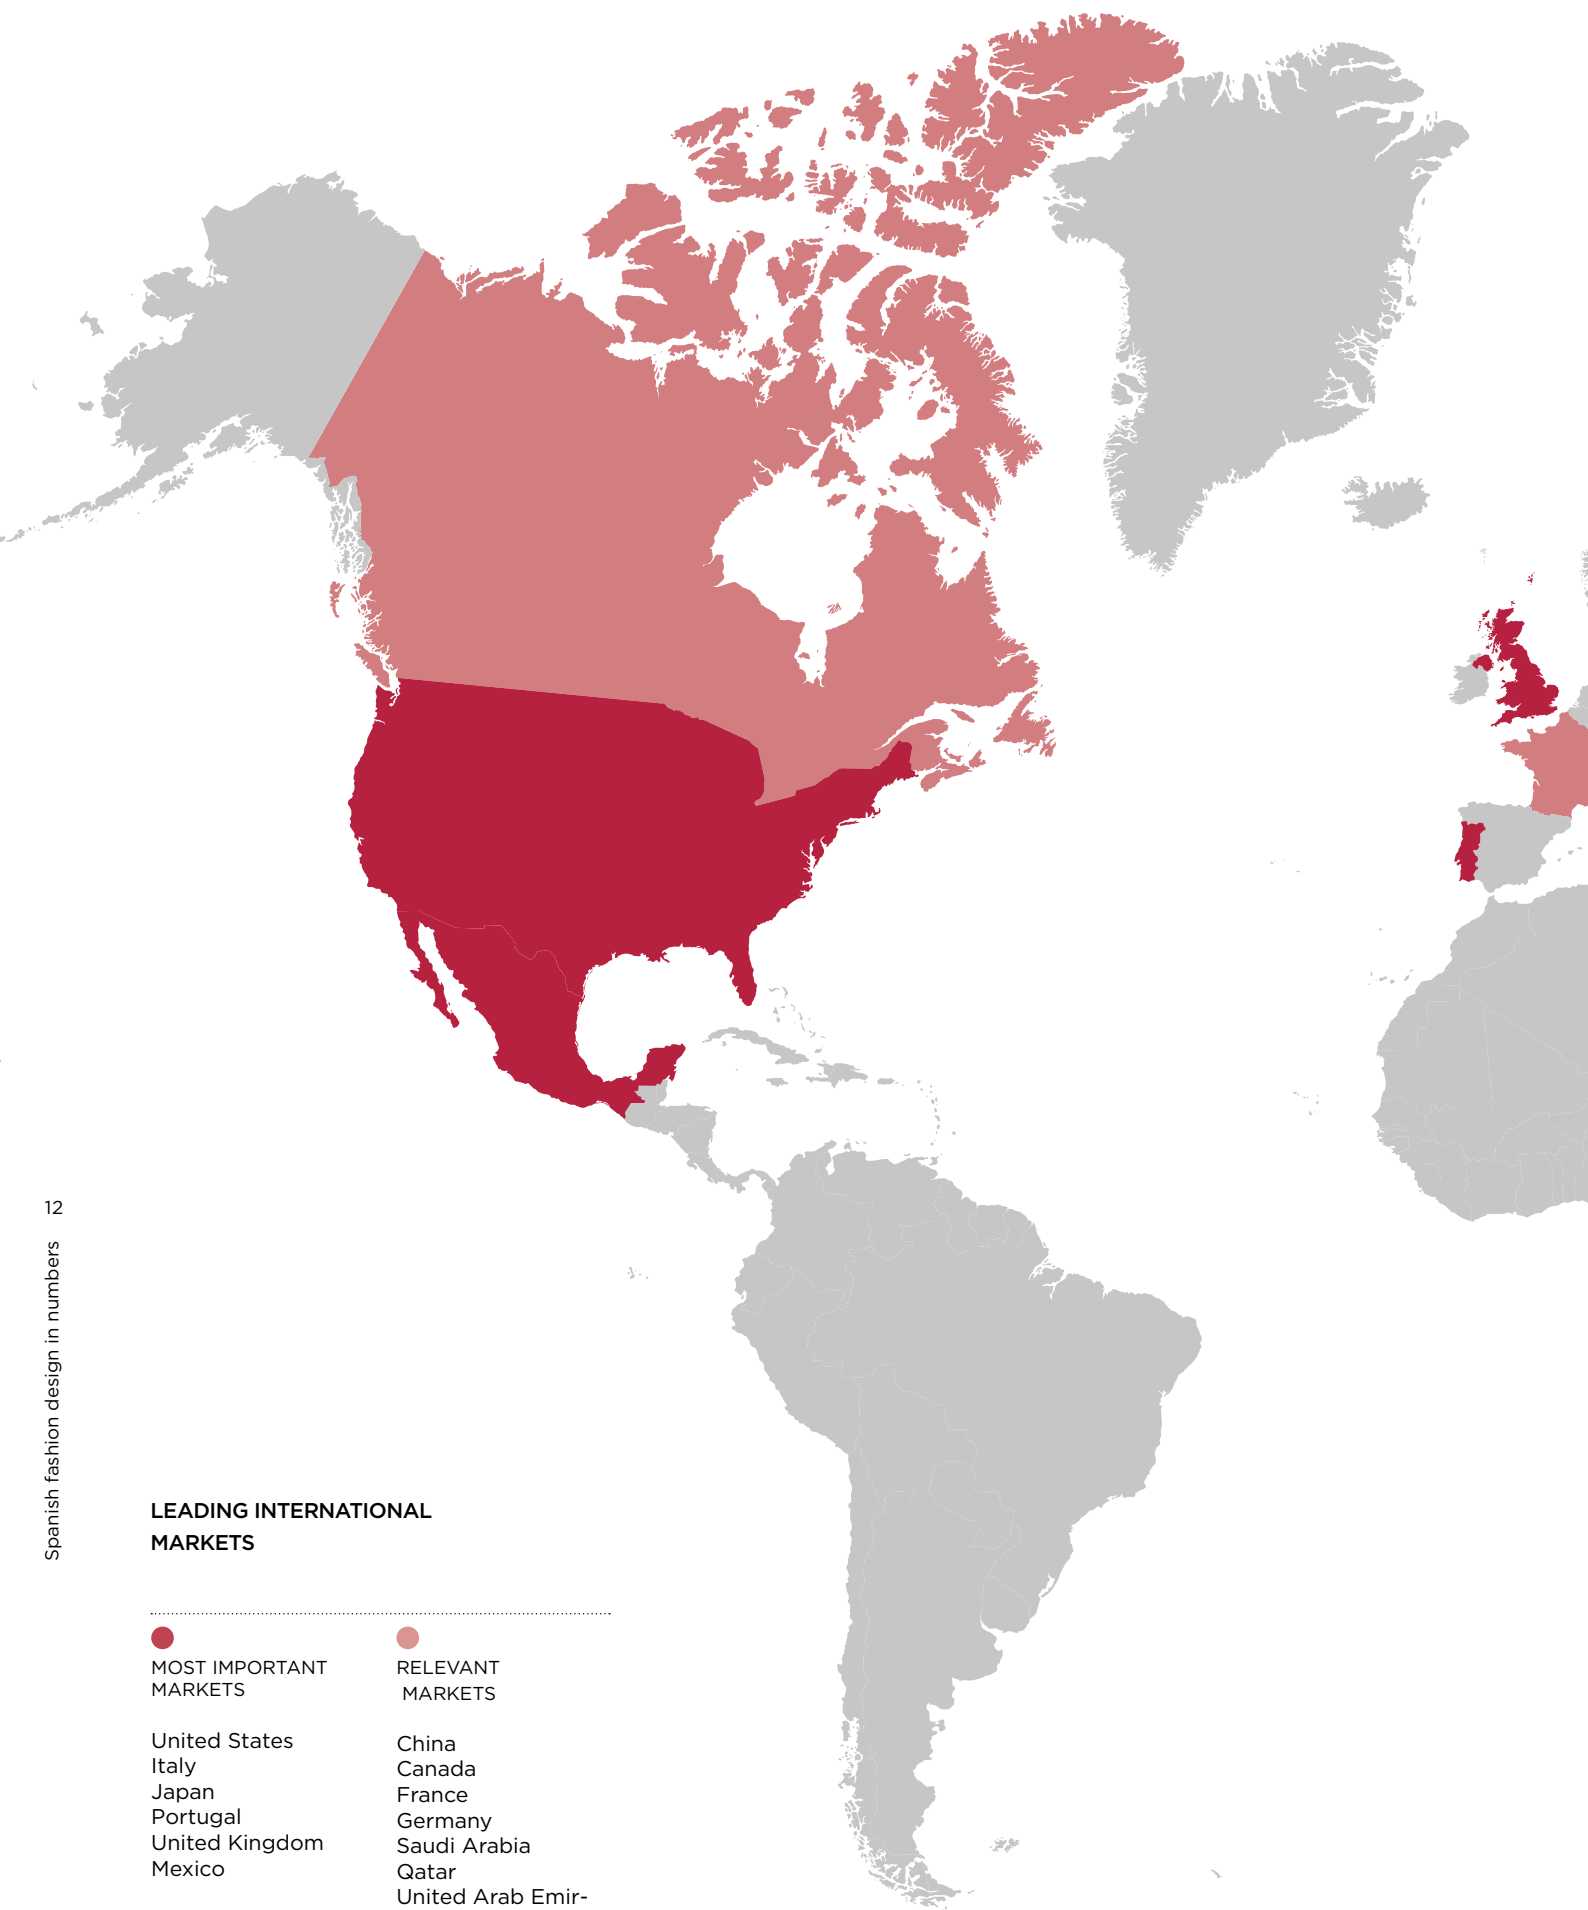 12
Spanish fashion design in numbers
LEADING INTERNATIONAL
MARKETS
MOST IMPORTANT
MARKETS
United States
Italy
Japan
Portugal
United Kingdom
Mexico
RELEVANT
MARKETS
China
Canada
France
Germany
Saudi Arabia
Qatar
United Arab Emir-